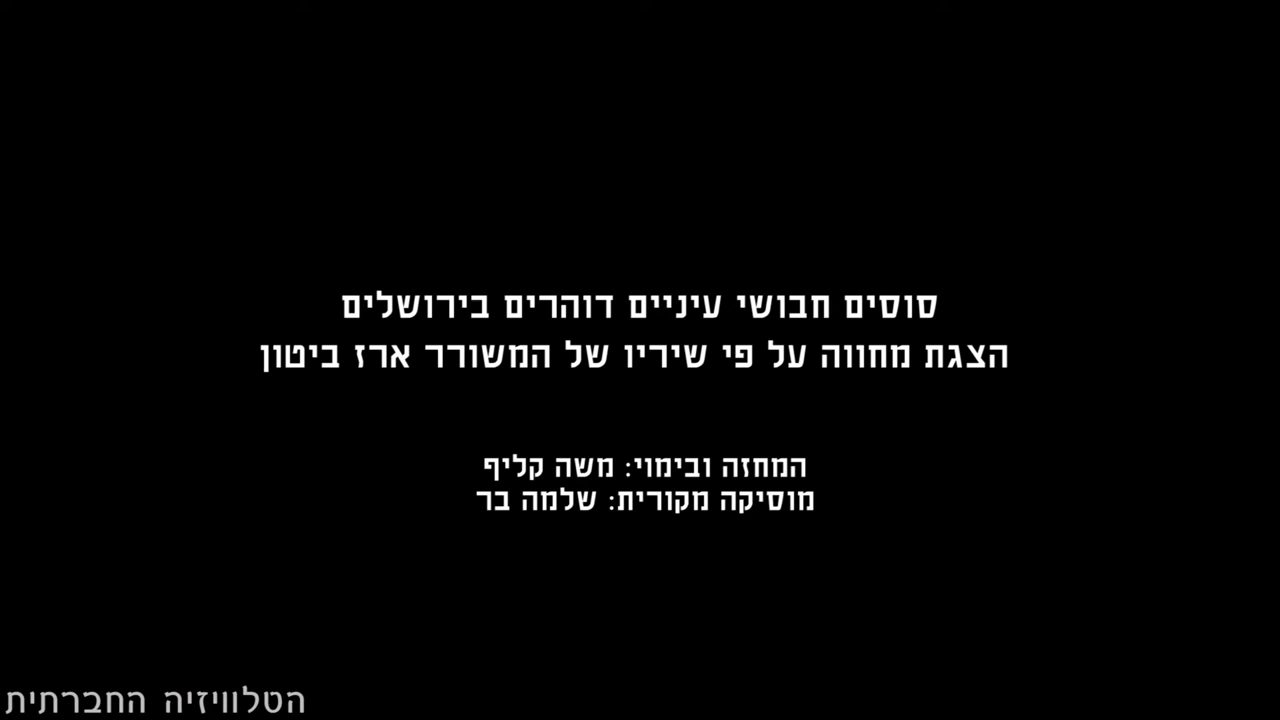 סוסים חבושי עיניים דוהרים בירושלים
הצגת מחווה על פי שיריו של המשורר ארז ביטון
המחזה ובימוי: משה קליף
מוסיקה מקורית: שלמה בר
הטלוויזיה החברתית